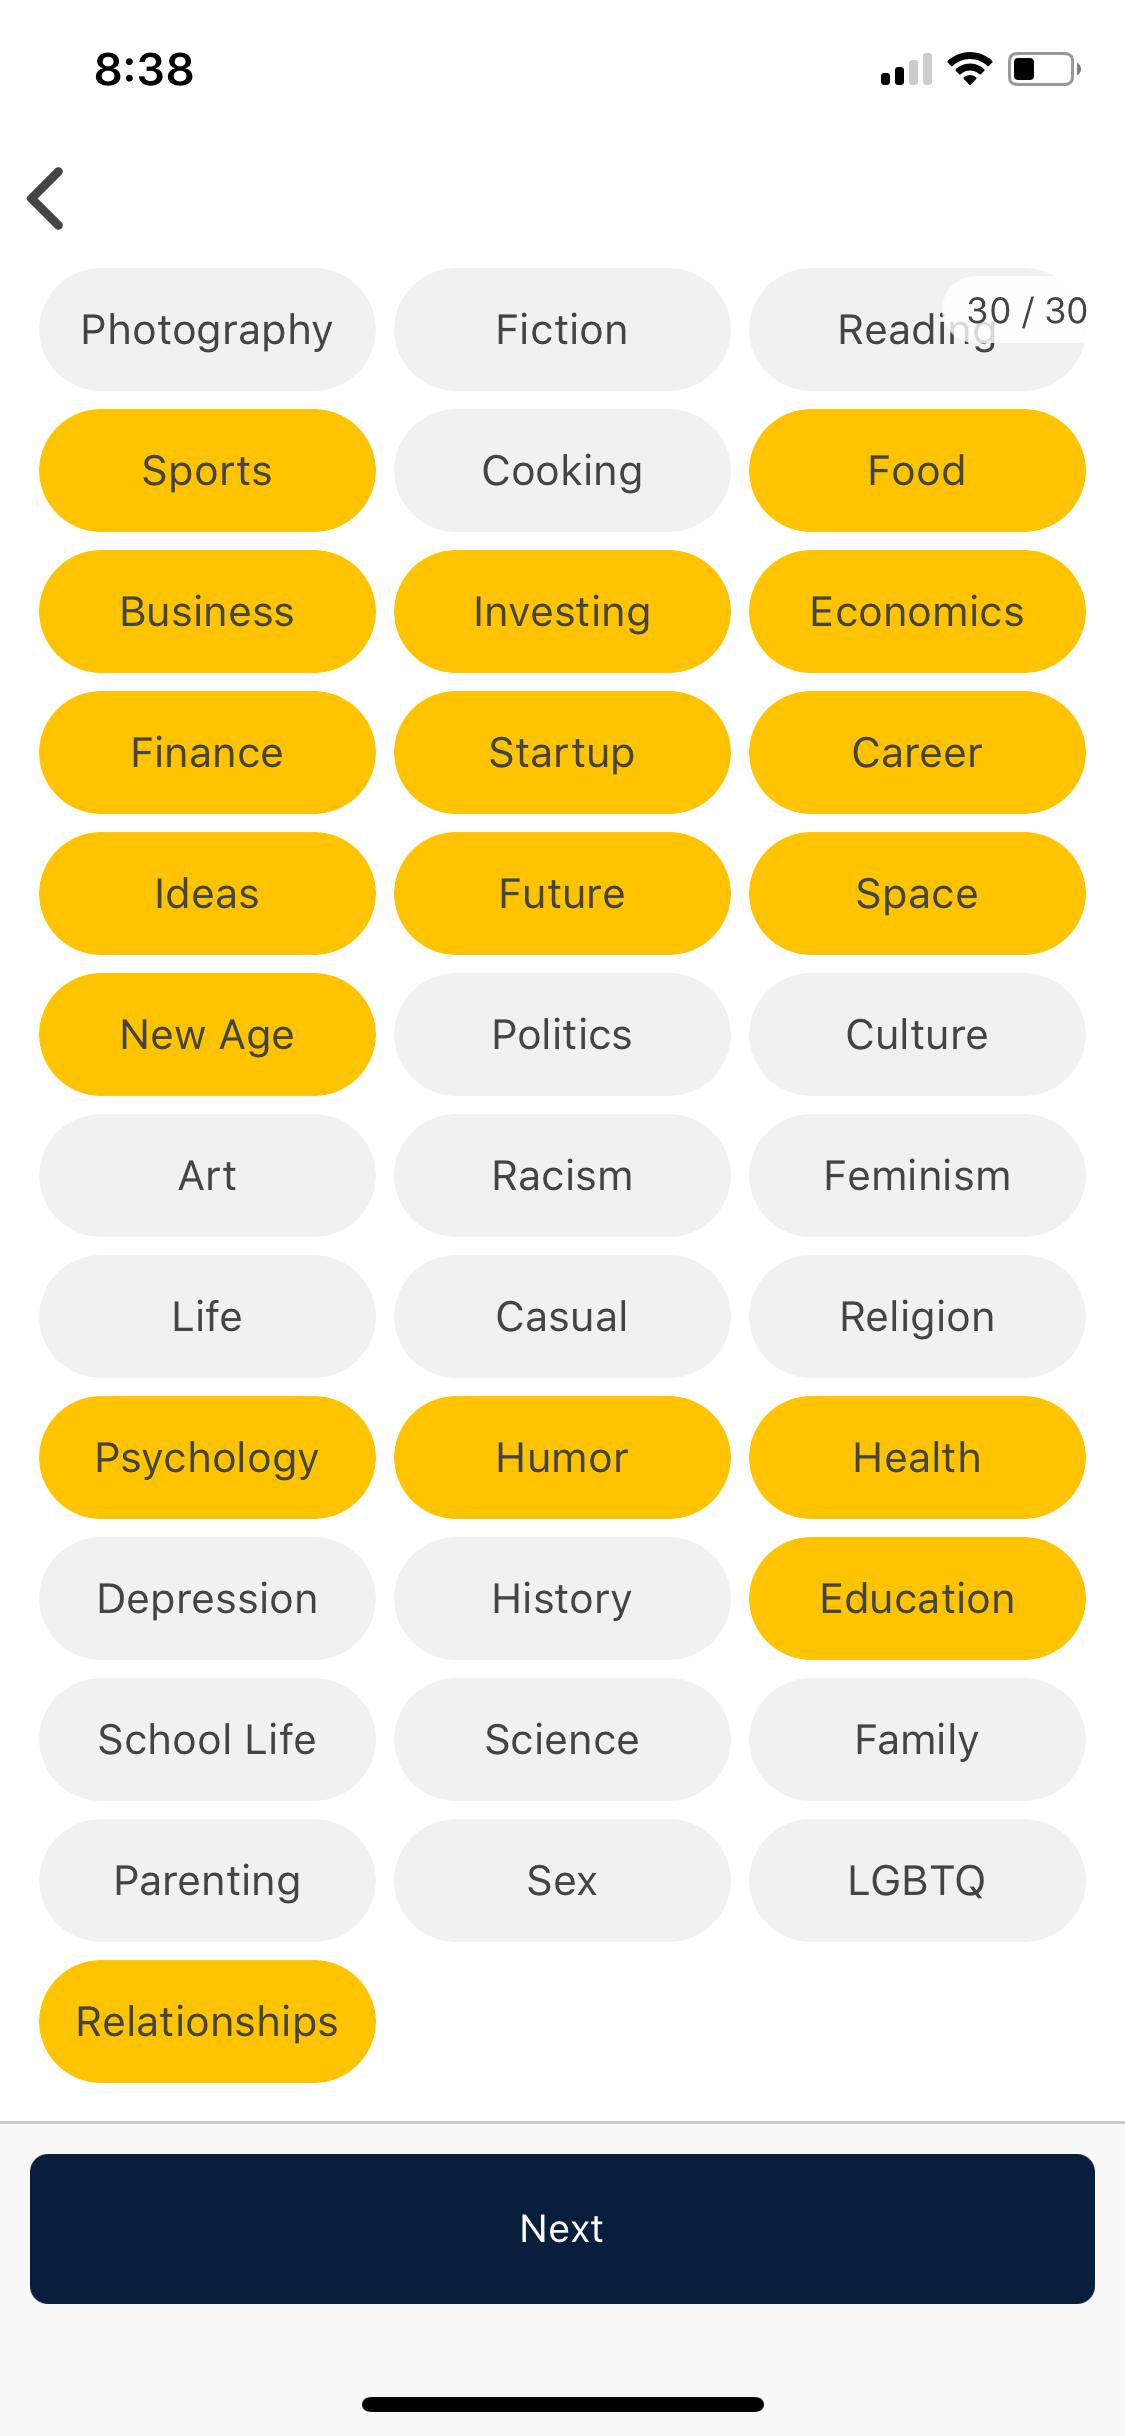 8:38
30 / 30
Photography Fiction Reading
Sports Cooking Food
Business Investing Economics
Finance Startup Career
Ideas Future Space
New Age Politics Culture
Art Racism Feminism
Life Casual Religion
Psychology Humor Health
Depression History Education
School Life Science Family
Parenting Sex LGBTQ
Relationships
Next